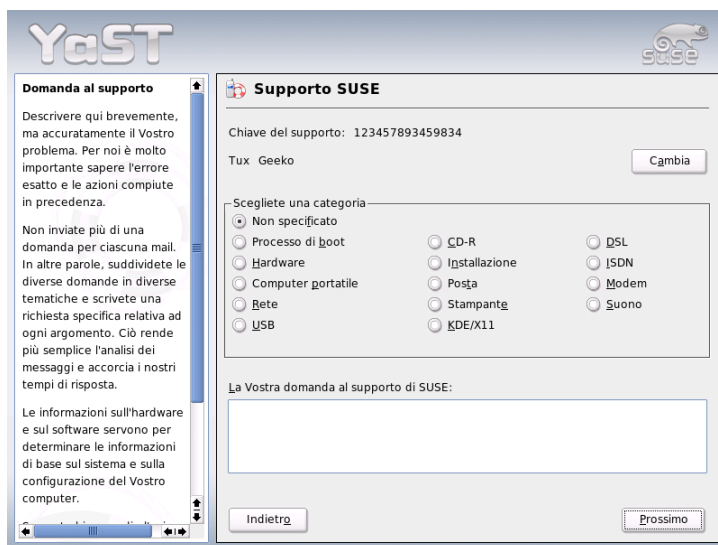 YaST
SUSE
Domanda al supporto
Descrivere qui brevemente,
ma accuratamente il Vostro
problema. Per noi è molto
importante sapere l'errore
esatto e le azioni compiute
in precedenza.
Non inviate più di una
domanda per ciascuna mail.
In altre parole, suddividete le
diverse domande in diverse
tematiche e scrivete una
richiesta specifica relativa ad
ogni argomento. Ciò rende
più semplice l'analisi dei
messaggi e accorcia i nostri
tempi di risposta.
Le informazioni sull'hardware
e sul software servono per
determinare le informazioni
di base sul sistema e sulla
configurazione del Vostro
computer.
Supporto SUSE
Chiave del supporto: 123457893459834
Tux Geeko
Cambia
Scegliete una categoria
Non specificato
Processo di boot
CD-R
DSL
Hardware
Installazione
ISDN
Computer portatile
Posta
Modem
Rete
Stampante
Suono
USB
KDE/X11
La Vostra domanda al supporto di SUSE:
Indietro
Prossimo